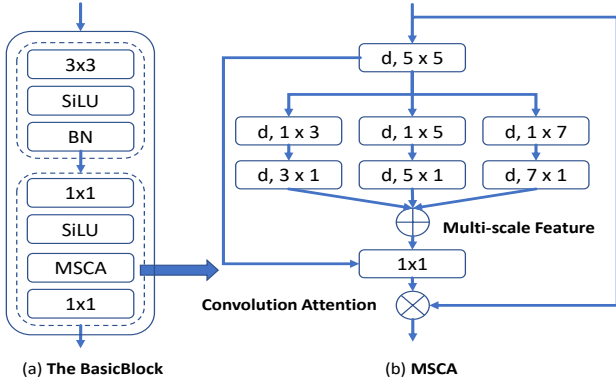 3x3
SiLU
BN
1x1
SiLU
MSCA
1x1
(a) The BasicBlock
d, 5 x 5
d, 1 x 3
d, 1 x 5
d, 1 x 7
d, 3 x 1
d, 5 x 1
d, 7 x 1
Multi-scale Feature
1x1
Convolution Attention
(b) MSCA